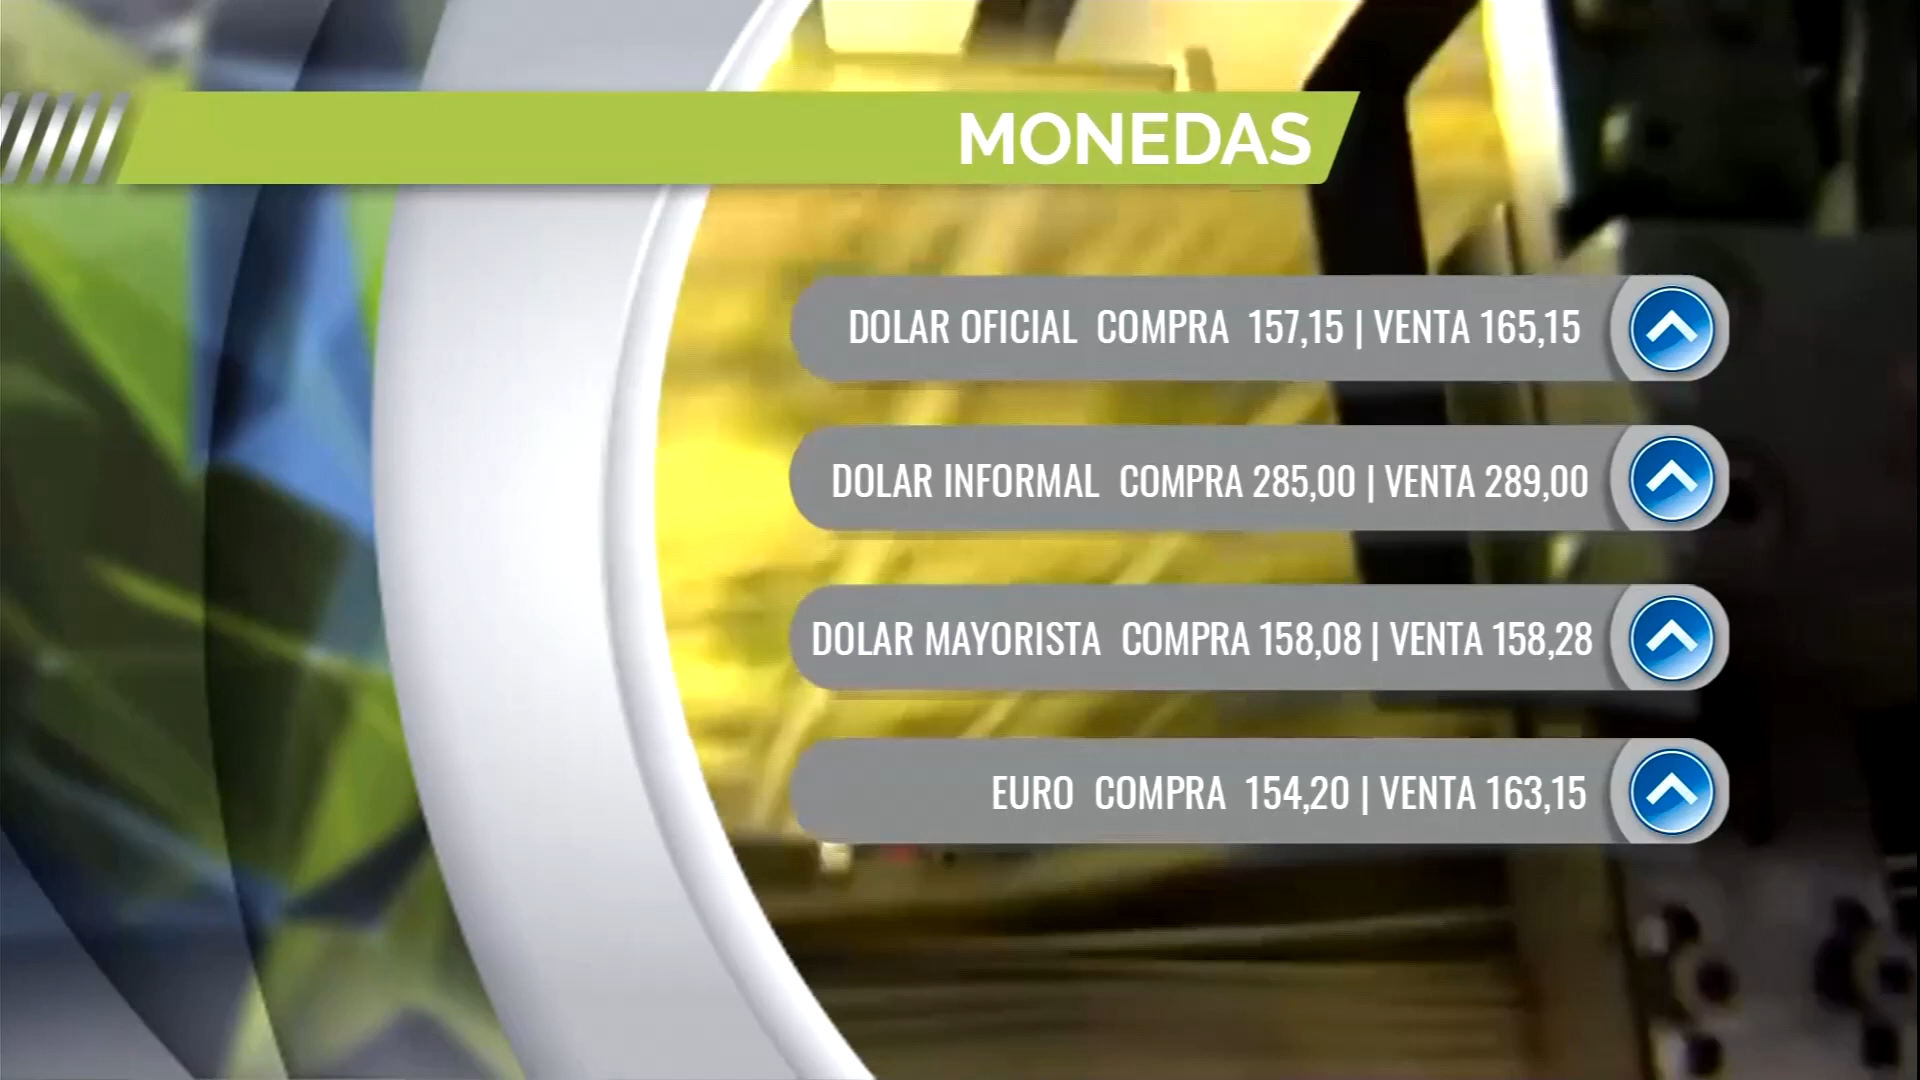 MONEDAS
DOLAR OFICIAL COMPRA 157,15 | VENTA 165,15
DOLAR INFORMAL COMPRA 285,00 | VENTA 289,00
DOLAR MAYORISTA COMPRA 158,08 | VENTA 158,28
EURO COMPRA 154,20 | VENTA 163,15